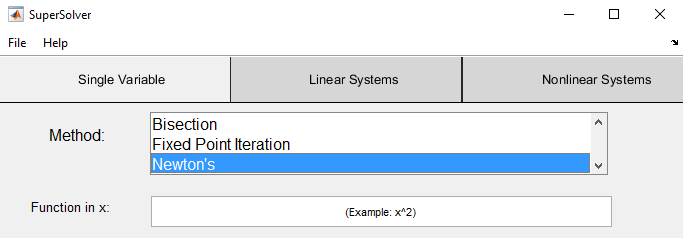 SuperSolver
File Help
Single Variable Linear Systems Nonlinear Systems
Method:
Bisection
Fixed Point Iteration
Newton's
Function in x:
(Example: x^2)